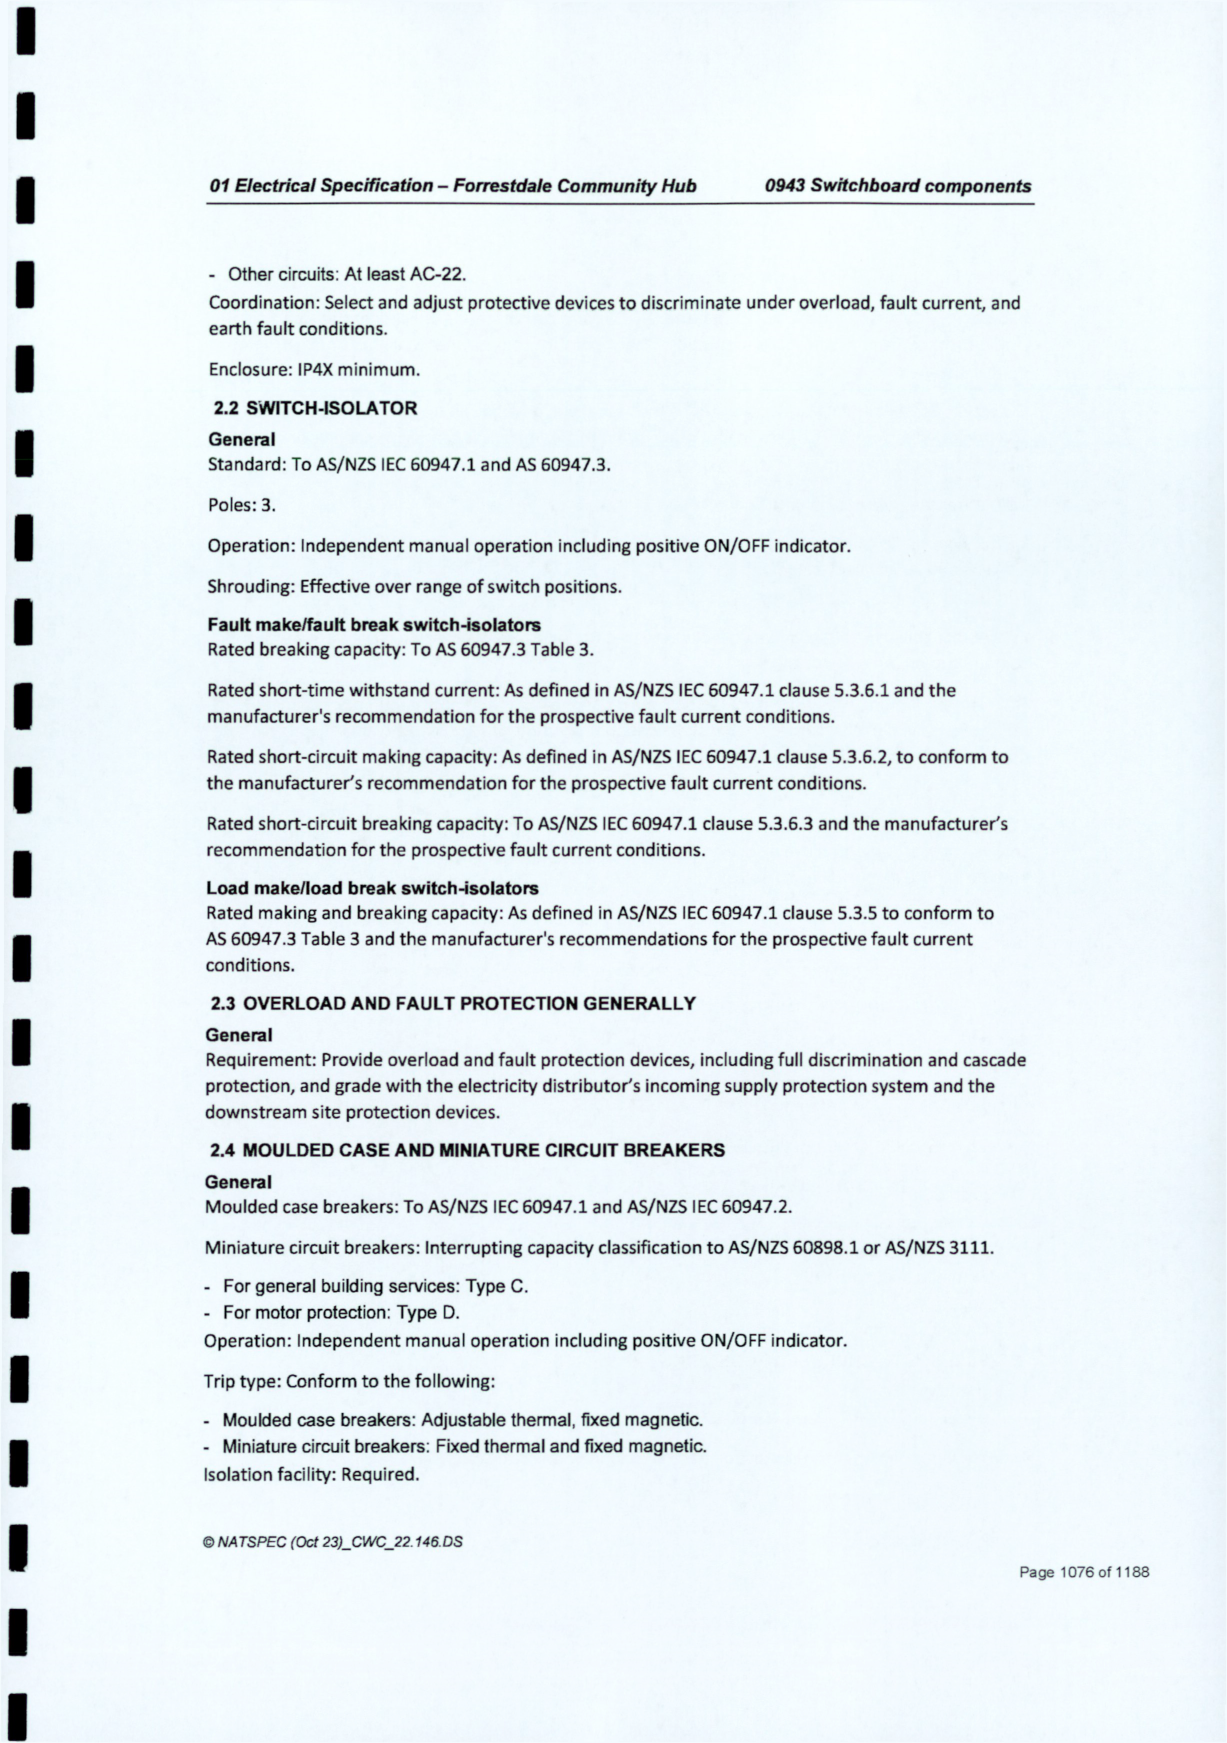 01 Electrical Specification – Forrestdale Community Hub 0943 Switchboard components
- Other circuits: At least AC-22.
Coordination: Select and adjust protective devices to discriminate under overload, fault current, and
earth fault conditions.
Enclosure: IP4X minimum.
2.2 SWITCH-ISOLATOR
General
Standard: To AS/NZS IEC 60947.1 and AS 60947.3.
Poles: 3.
Operation: Independent manual operation including positive ON/OFF indicator.
Shrouding: Effective over range of switch positions.
Fault make/fault break switch-isolators
Rated breaking capacity: To AS 60947.3 Table 3.
Rated short-time withstand current: As defined in AS/NZS IEC 60947.1 clause 5.3.6.1 and the
manufacturer's recommendation for the prospective fault current conditions.
Rated short-circuit making capacity: As defined in AS/NZS IEC 60947.1 clause 5.3.6.2, to conform to
the manufacturer's recommendation for the prospective fault current conditions.
Rated short-circuit breaking capacity: To AS/NZS IEC 60947.1 clause 5.3.6.3 and the manufacturer's
recommendation for the prospective fault current conditions.
Load make/load break switch-isolators
Rated making and breaking capacity: As defined in AS/NZS IEC 60947.1 clause 5.3.5 to conform to
AS 60947.3 Table 3 and the manufacturer's recommendations for the prospective fault current
conditions.
2.3 OVERLOAD AND FAULT PROTECTION GENERALLY
General
Requirement: Provide overload and fault protection devices, including full discrimination and cascade
protection, and grade with the electricity distributor's incoming supply protection system and the
downstream site protection devices.
2.4 MOULDED CASE AND MINIATURE CIRCUIT BREAKERS
General
Moulded case breakers: To AS/NZS IEC 60947.1 and AS/NZS IEC 60947.2.
Miniature circuit breakers: Interrupting capacity classification to AS/NZS 60898.1 or AS/NZS 3111.
- For general building services: Type C.
- For motor protection: Type D.
Operation: Independent manual operation including positive ON/OFF indicator.
Trip type: Conform to the following:
- Moulded case breakers: Adjustable thermal, fixed magnetic.
- Miniature circuit breakers: Fixed thermal and fixed magnetic.
Isolation facility: Required.
© NATSPEC (Oct 23)_CWC_22.146.DS
Page 1076 of 1188